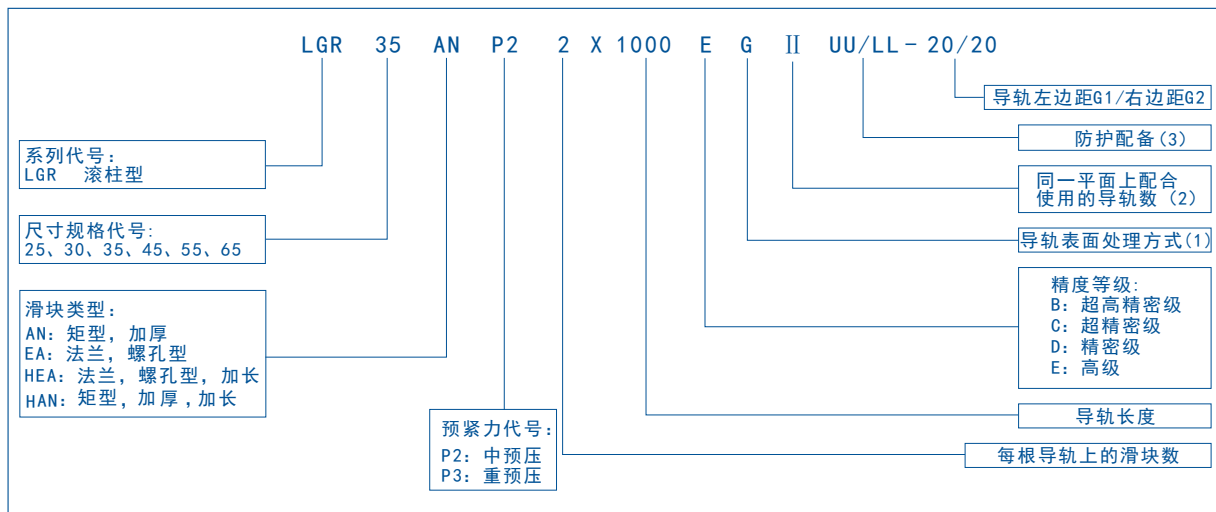 LGR 35 AN P2 2 X 1000 E G Ⅱ UU/LL-20/20
导轨左边距G1/右边距G2
防护配备(3)
系列代号:
LGR 滚柱型
同一平面上配合
使用的导轨数(2)
尺寸规格代号:
25、30、35、45、55、65
导轨表面处理方式(1)
滑块类型:
AN: 矩型, 加厚
EA: 法兰, 螺孔型
HEA: 法兰, 螺孔型, 加长
HAN: 矩型, 加厚, 加长
精度等级:
B: 超高精密级
C: 超精密级
D: 精密级
E: 高级
导轨长度
预紧力代号:
P2: 中预压
P3: 重预压
每根导轨上的滑块数